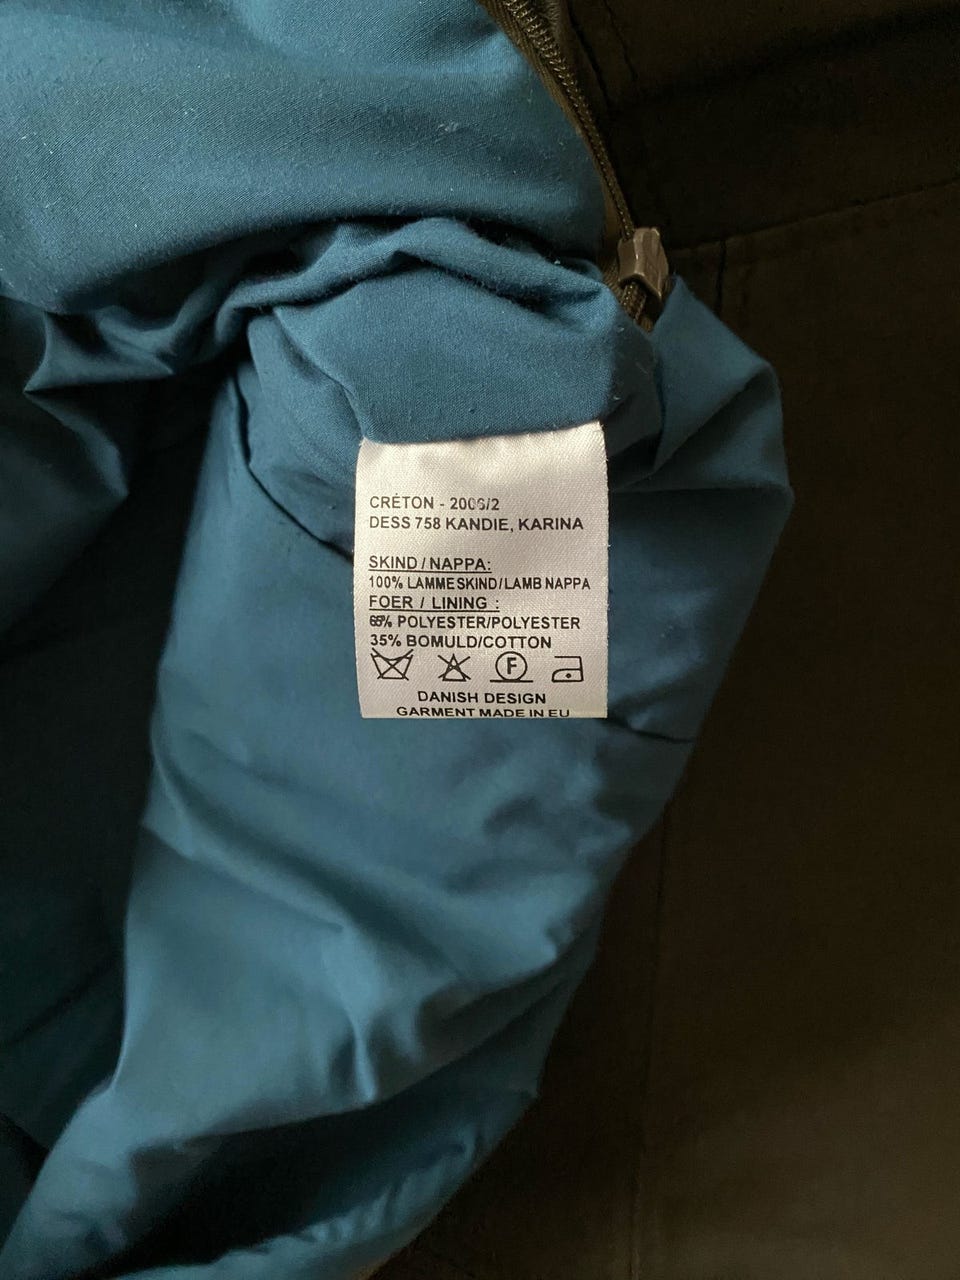 CRÉTON - 2006/2
DESS 758 KANDIE, KARINA
SKIND / NAPPA:
100% LAMMESKIND/LAMB NAPPA
FOER / LINING :
65% POLYESTER/POLYESTER
35% BOMULD/COTTON
F
DANISH DESIGN
GARMENT MADE IN EU